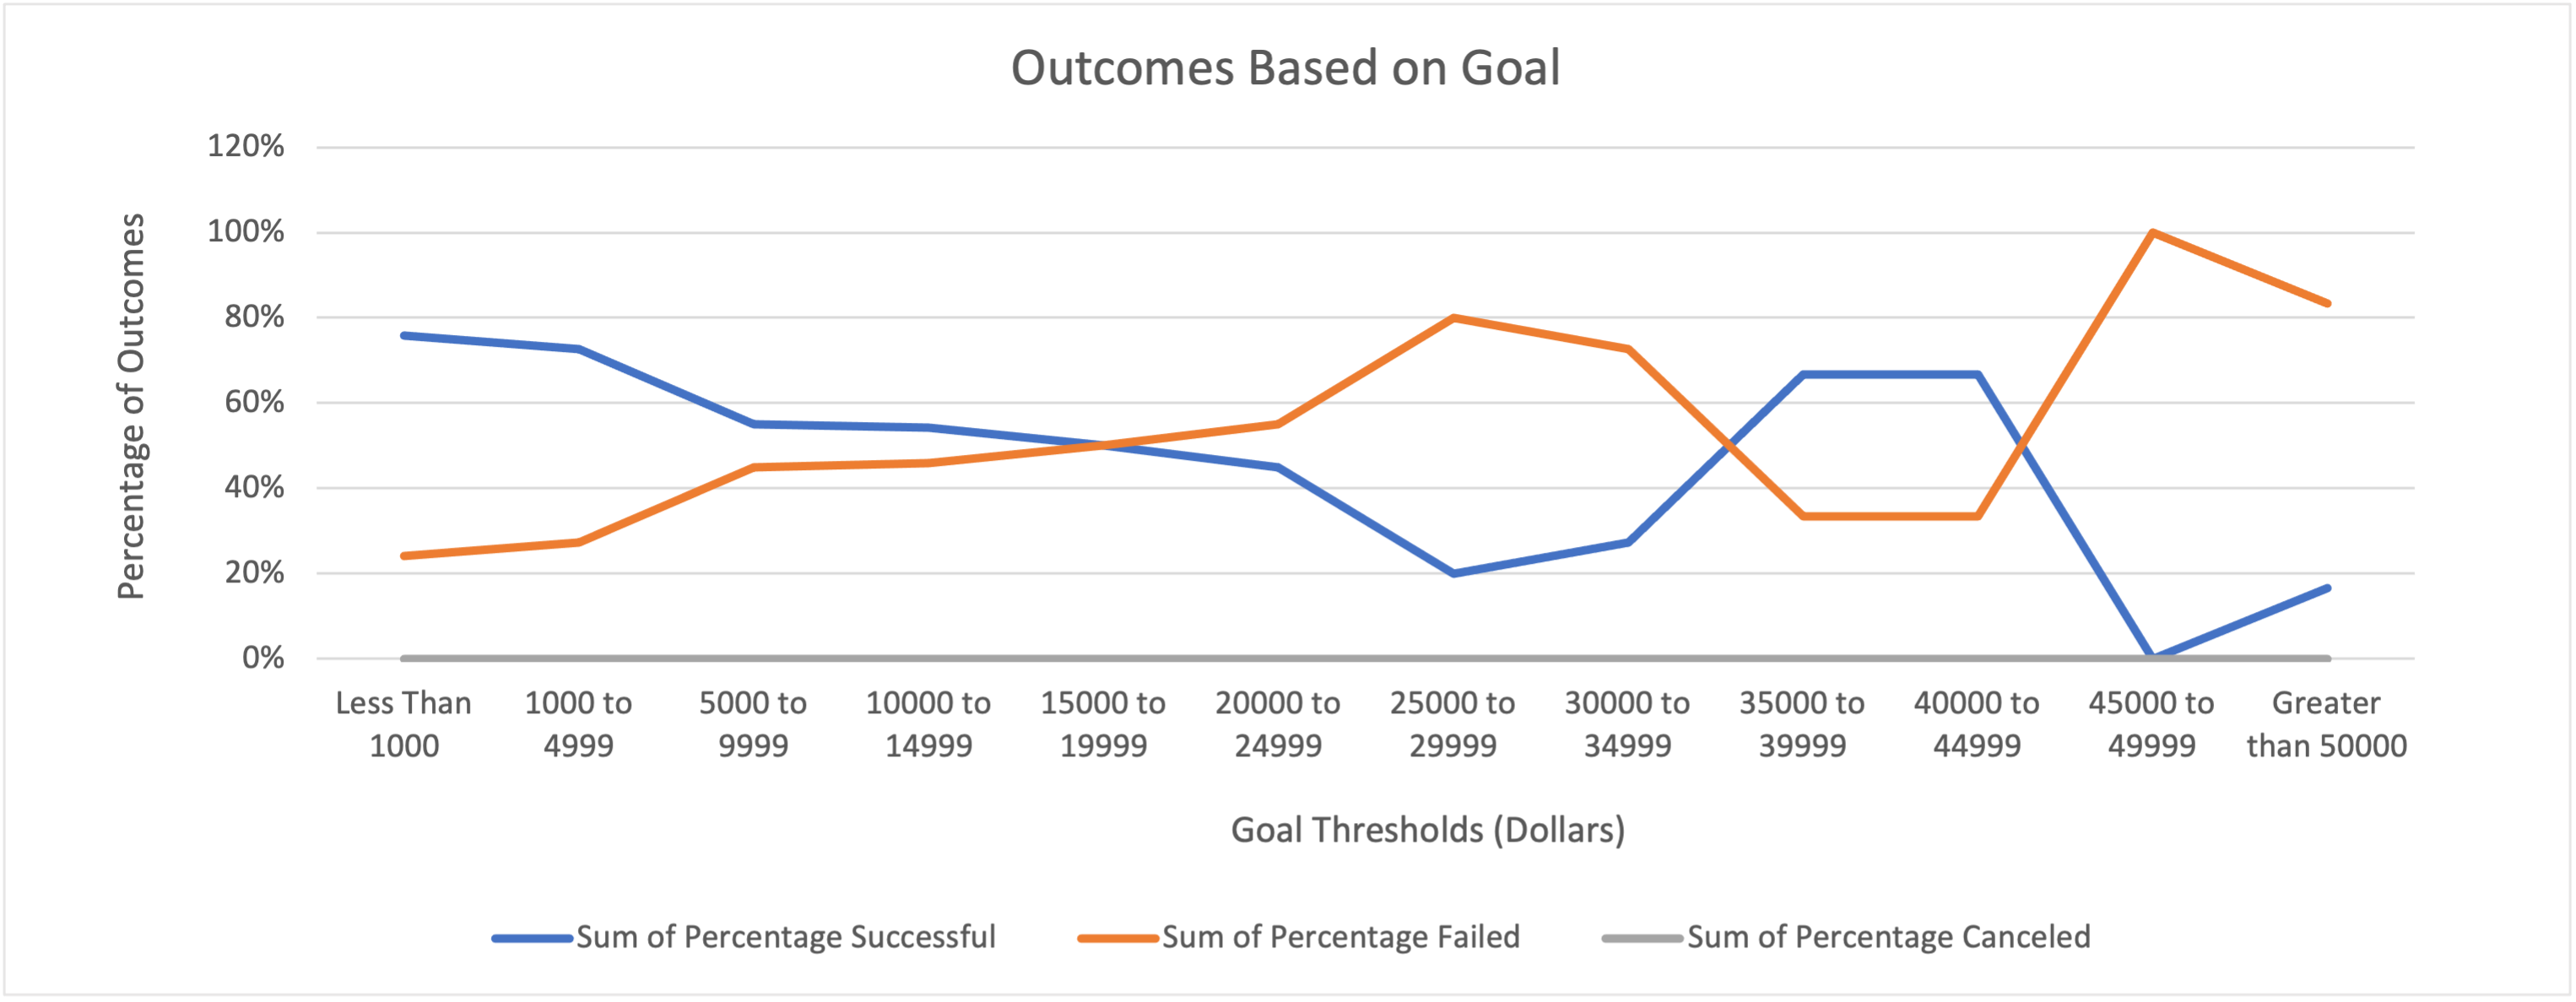 Outcomes Based on Goal
Percentage of Outcomes
120%
100%
80%
60%
40%
20%
0%
Less Than
1000
1000 to
4999
5000 to
9999
10000 to
14999
15000 to
19999
20000 to
24999
25000 to
29999
30000 to
34999
35000 to
39999
40000 to
44999
45000 to
49999
Greater
than 50000
Goal Thresholds (Dollars)
Sum of Percentage Successful
Sum of Percentage Failed
Sum of Percentage Canceled